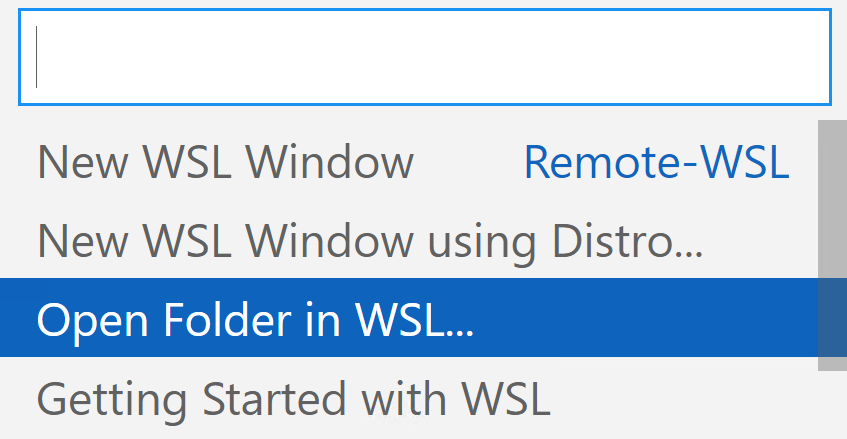 New WSL Window Remote-WSL
New WSL Window using Distro...
Open Folder in WSL...
Getting Started with WSL